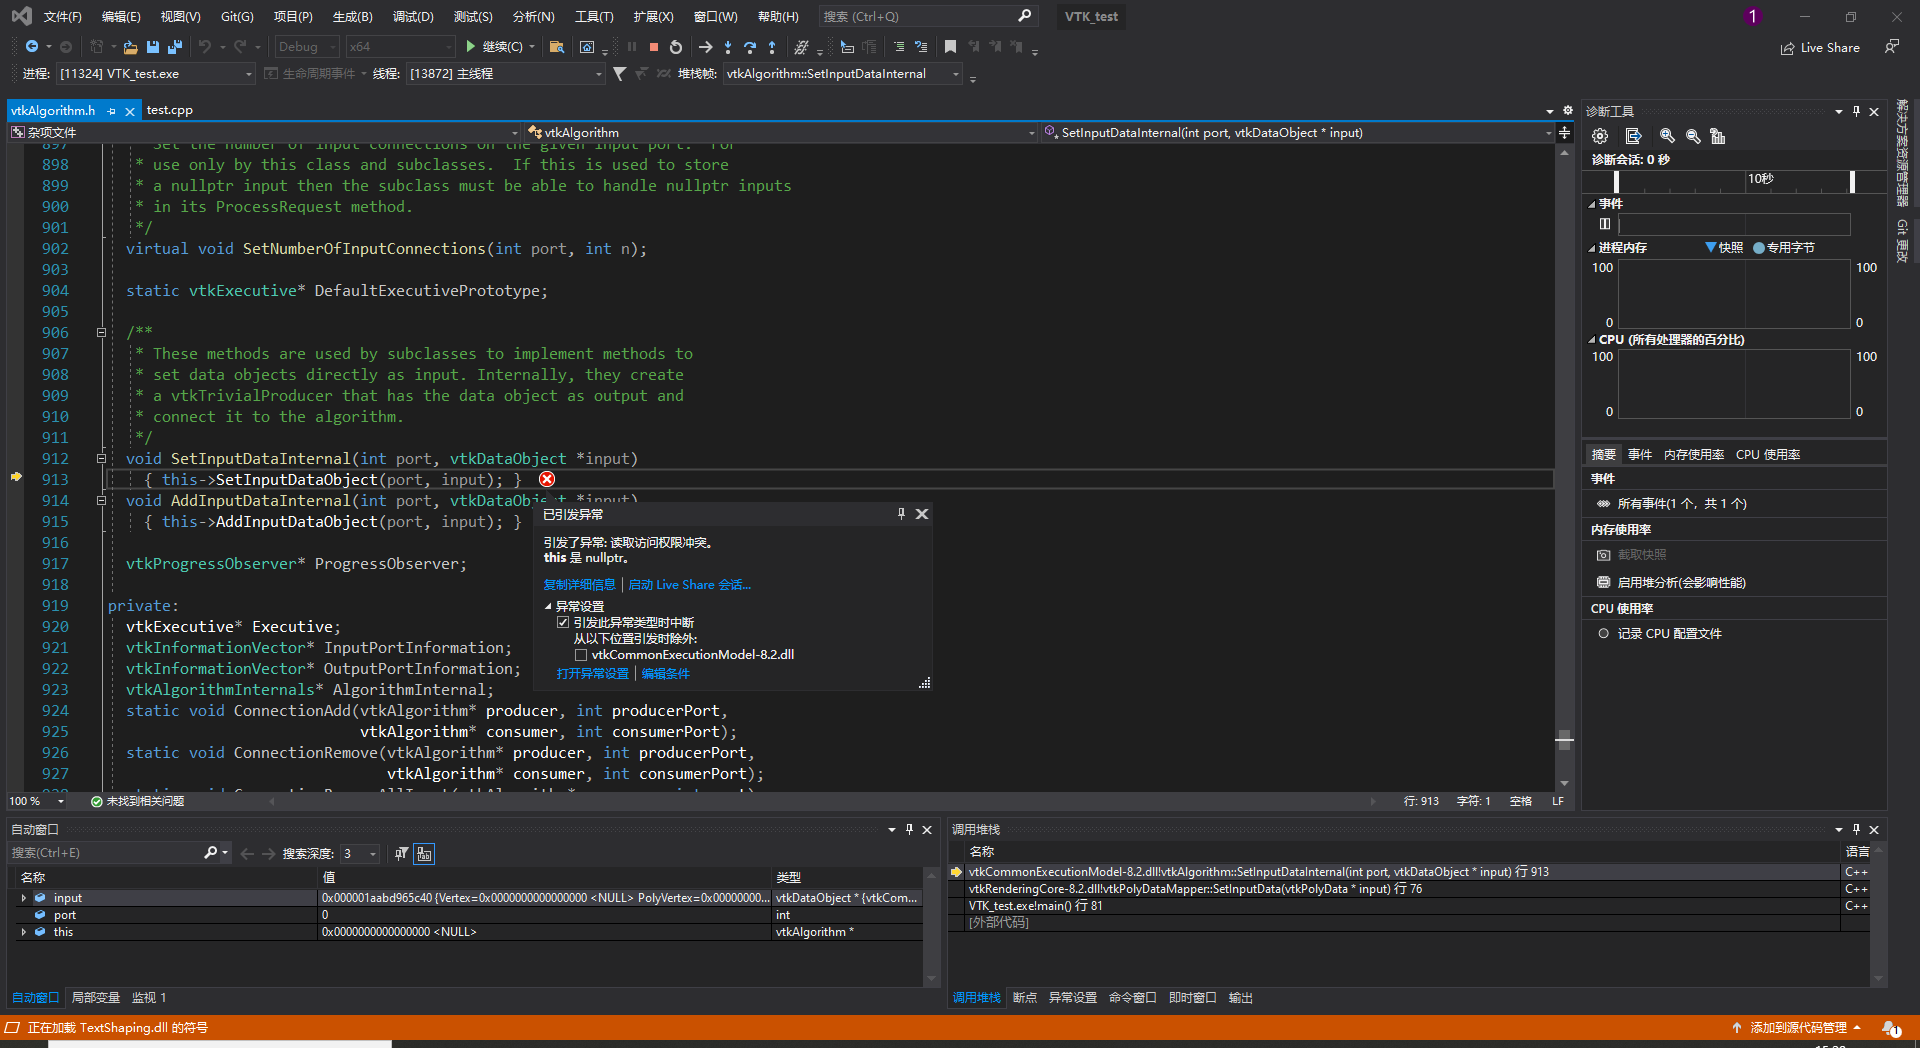 文件(F) 编辑(E) 视图(V) Git(G) 项目(P) 生成(B) 调试(D) 测试(S) 分析(N) 工具(T) 扩展(X) 窗口(W) 帮助(H) 搜索 (Ctrl+Q) VTK_test 1
Debug x64 继续(C) Live Share
进程: [11324] VTK_test.exe 生命周期事件 线程: [13872] 主线程 堆栈帧: vtkAlgorithm::SetInputDataInternal
vtkAlgorithm.h test.cpp
杂项文件 vtkAlgorithm SetInputDataInternal(int port, vtkDataObject * input)
897 * Set the number of input connections on the given input port. For
898 * use only by this class and subclasses.  If this is used to store
899 * a nullptr input then the subclass must be able to handle nullptr inputs
900 * in its ProcessRequest method.
901 */
902 virtual void SetNumberOfInputConnections(int port, int n);
903
904 static vtkExecutive* DefaultExecutivePrototype;
905
906 /**
907 * These methods are used by subclasses to implement methods to
908 * set data objects directly as input. Internally, they create
909 * a vtkTrivialProducer that has the data object as output and
910 * connect it to the algorithm.
911 */
912 void SetInputDataInternal(int port, vtkDataObject *input)
913 { this->SetInputDataObject(port, input); }
914 void AddInputDataInternal(int port, vtkDataObject *input)
915 { this->AddInputDataObject(port, input); }
916
917 vtkProgressObserver* ProgressObserver;
918
919 private:
920 vtkExecutive* Executive;
921 vtkInformationVector* InputPortInformation;
922 vtkInformationVector* OutputPortInformation;
923 vtkAlgorithmInternals* AlgorithmInternal;
924 static void ConnectionAdd(vtkAlgorithm* producer, int producerPort,
925 vtkAlgorithm* consumer, int consumerPort);
926 static void ConnectionRemove(vtkAlgorithm* producer, int producerPort,
927 vtkAlgorithm* consumer, int consumerPort);
已引发异常
引发了异常: 读取访问权限冲突。
this 是 nullptr。
复制详细信息 | 启动 Live Share 会话...
异常设置
引发此异常类型时中断
从以下位置引发时除外:
vtkCommonExecutionModel-8.2.dll
打开异常设置 | 编辑条件
100 % 未找到相关问题 行: 913 字符: 1 空格 LF
诊断工具
诊断会话: 0 秒
10秒
事件
进程内存 快照 专用字节
100 100
0 0
CPU (所有处理器的百分比)
100 100
0 0
摘要 事件 内存使用率 CPU 使用率
事件
所有事件(1 个，共 1 个)
内存使用率
截取快照
启用堆分析(会影响性能)
CPU 使用率
记录 CPU 配置文件
解决方案资源管理器
Git 更改
自动窗口
搜索(Ctrl+E) 搜索深度: 3
名称 值 类型
input 0x000001aabd965c40 {Vertex=0x0000000000000000 <NULL> PolyVertex=0x00000000... vtkDataObject * {vtkCom...
port 0 int
this 0x0000000000000000 <NULL> vtkAlgorithm *
自动窗口 局部变量 监视 1
调用堆栈
名称 语言
vtkCommonExecutionModel-8.2.dll!vtkAlgorithm::SetInputDataInternal(int port, vtkDataObject * input) 行 913 C++
vtkRenderingCore-8.2.dll!vtkPolyDataMapper::SetInputData(vtkPolyData * input) 行 76 C++
VTK_test.exe!main() 行 81 C++
[外部代码]
调用堆栈 断点 异常设置 命令窗口 即时窗口 输出
正在加载 TextShaping.dll 的符号 添加到源代码管理 1